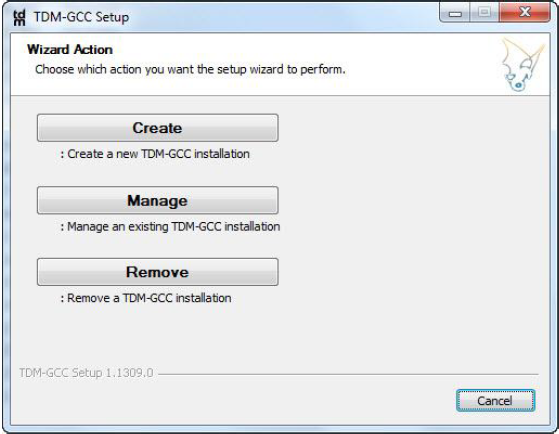 TDM-GCC Setup
Wizard Action
Choose which action you want the setup wizard to perform.
Create
: Create a new TDM-GCC installation
Manage
: Manage an existing TDM-GCC installation
Remove
: Remove a TDM-GCC installation
TDM-GCC Setup 1.1309.0
Cancel